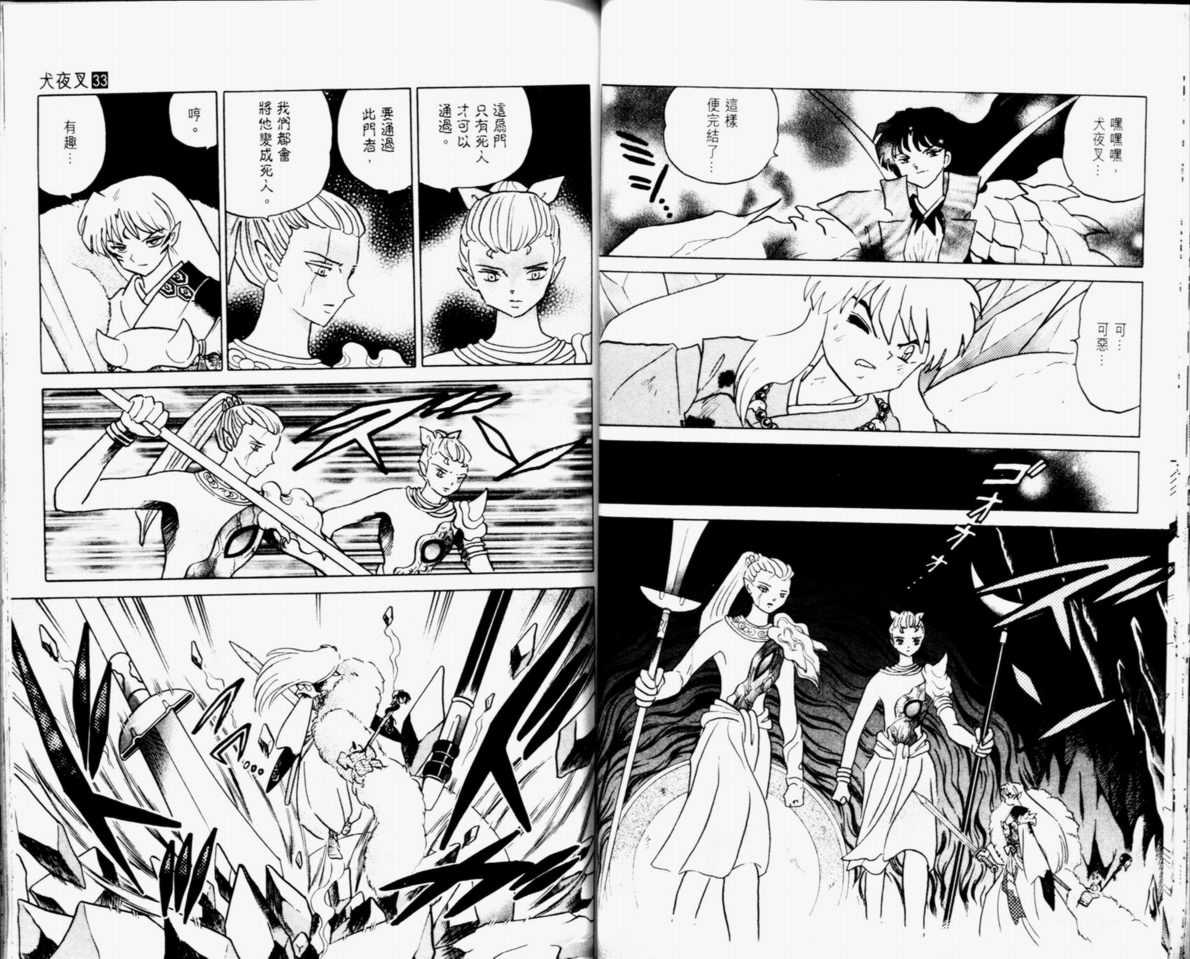 嘿嘿嘿，
犬夜叉…
這樣
便完結了…
可…
可惡…
ゴ
オ
オ
オ
犬夜叉33
這扇門
只有死人
才可以
通過。
要通過
此門者，
我們都會
將他變成死人。
哼。
有趣…